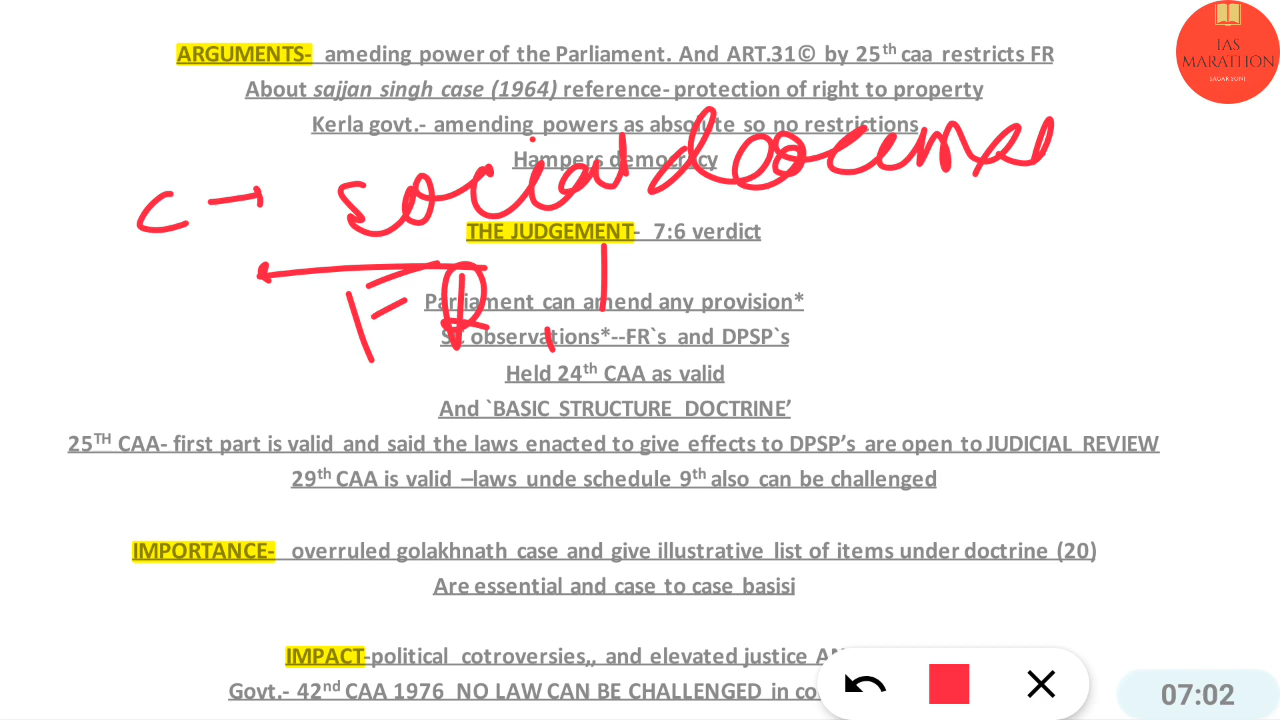 IAS
MARATHON
SAGAR SONI
ARGUMENTS- ameding power of the Parliament. And ART.31© by 25th caa restricts FR
About sajjan singh case (1964) reference- protection of right to property
Kerla govt.- amending powers as absolute so no restrictions
Hampers democracy
C → social
THE JUDGEMENT- 7:6 verdict
FR
Parliament can amend any provision*
SC observations*--FR`s and DPSP`s
Held 24th CAA as valid
And `BASIC STRUCTURE DOCTRINE’
25TH CAA- first part is valid and said the laws enacted to give effects to DPSP’s are open to JUDICIAL REVIEW
29th CAA is valid –laws unde schedule 9th also can be challenged
IMPORTANCE- overruled golakhnath case and give illustrative list of items under doctrine (20)
Are essential and case to case basisi
IMPACT-political cotroversies,, and elevated justice
Govt.- 42nd CAA 1976 NO LAW CAN BE CHALLENGED in
07:02